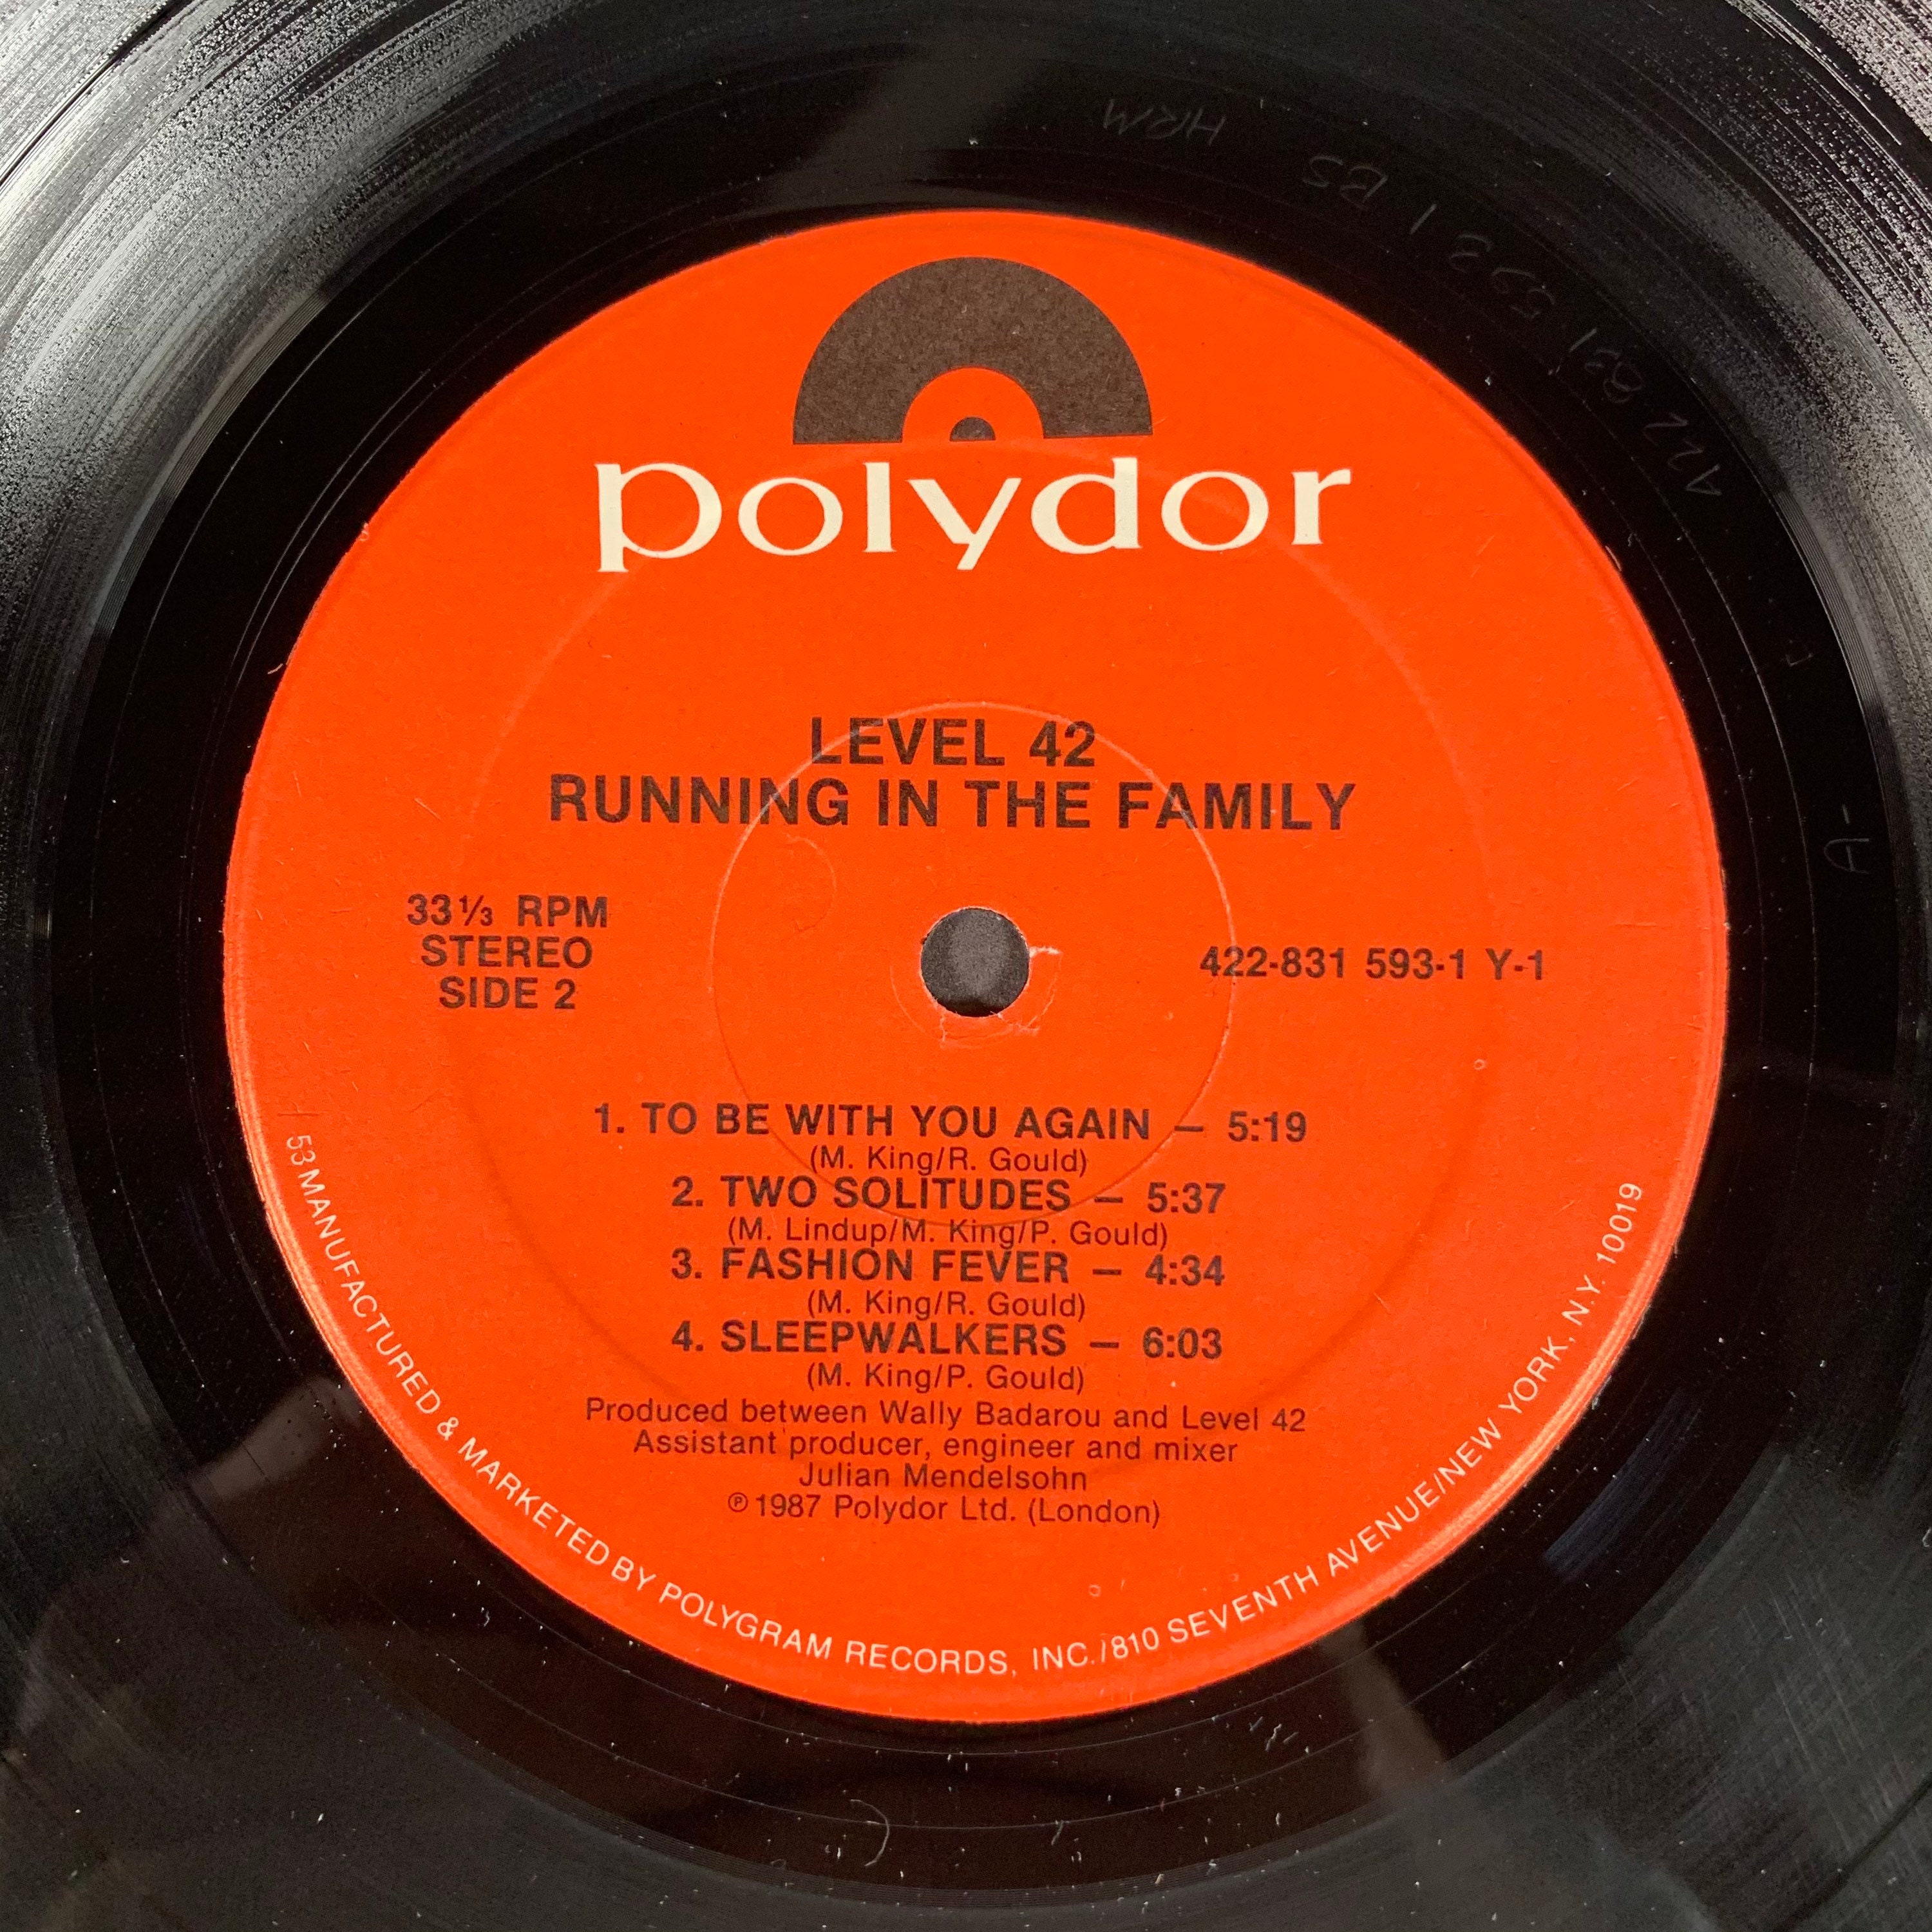 polydor
LEVEL 42
RUNNING IN THE FAMILY
33⅓ RPM
STEREO
SIDE 2
422-831 593-1 Y-1
1. TO BE WITH YOU AGAIN — 5:19
(M. King/R. Gould)
2. TWO SOLITUDES — 5:37
(M. Lindup/M. King/P. Gould)
3. FASHION FEVER — 4:34
(M. King/R. Gould)
4. SLEEPWALKERS — 6:03
(M. King/P. Gould)
Produced between Wally Badarou and Level 42
Assistant producer, engineer and mixer
Julian Mendelsohn
℗ 1987 Polydor Ltd. (London)
53 MANUFACTURED & MARKETED BY POLYGRAM RECORDS, INC./810 SEVENTH AVENUE/NEW YORK, N.Y. 10019
HRM